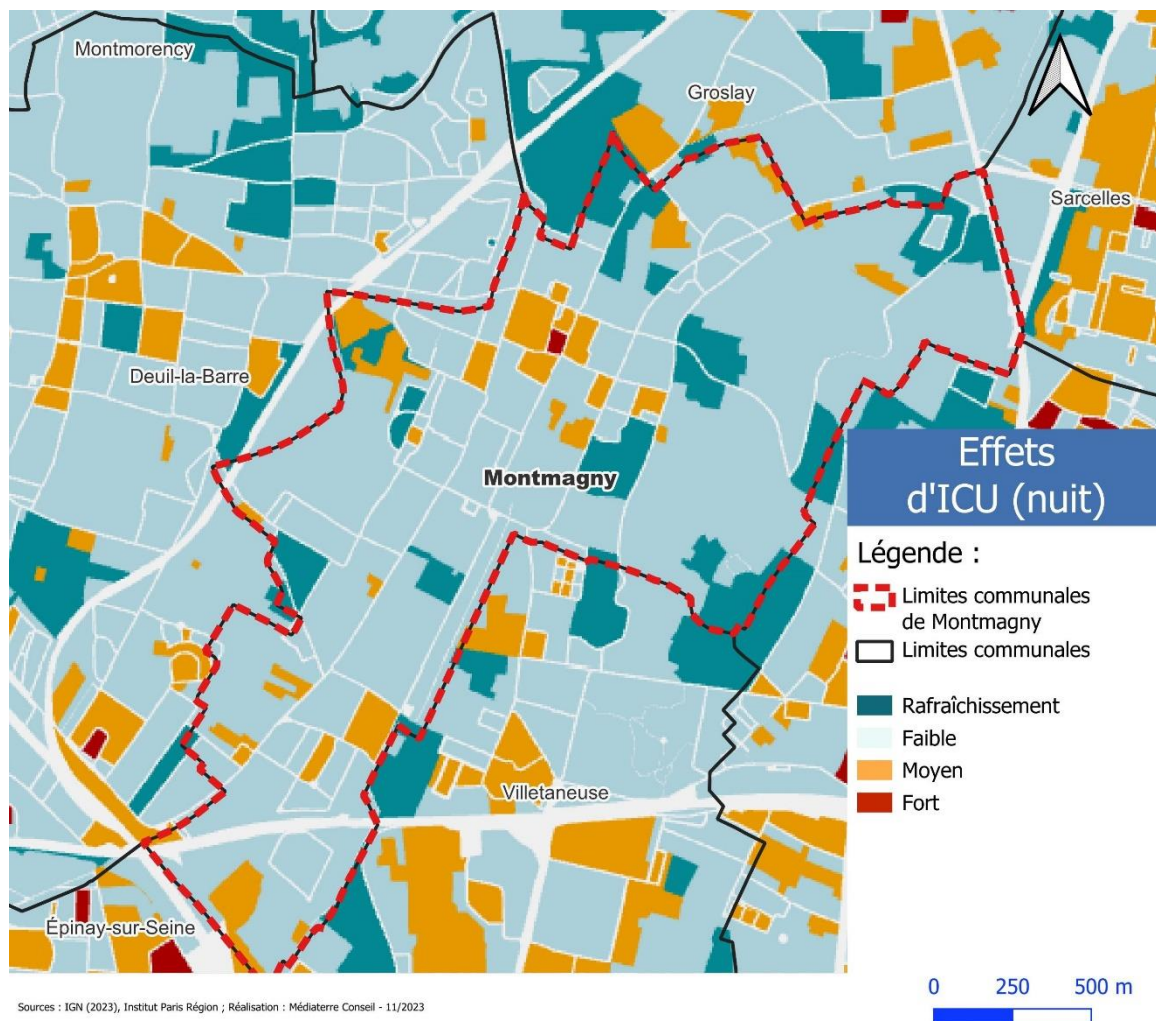 Montmorency
Groslay
Sarcelles
Deuil-la-Barre
Montmagny
Villetaneuse
Épinay-sur-Seine
Effets
d'ICU (nuit)
Légende :
Limites communales
de Montmagny
Limites communales
Rafraîchissement
Faible
Moyen
Fort
0 250 500 m
Sources : IGN (2023), Institut Paris Région ; Réalisation : Médiaterre Conseil - 11/2023